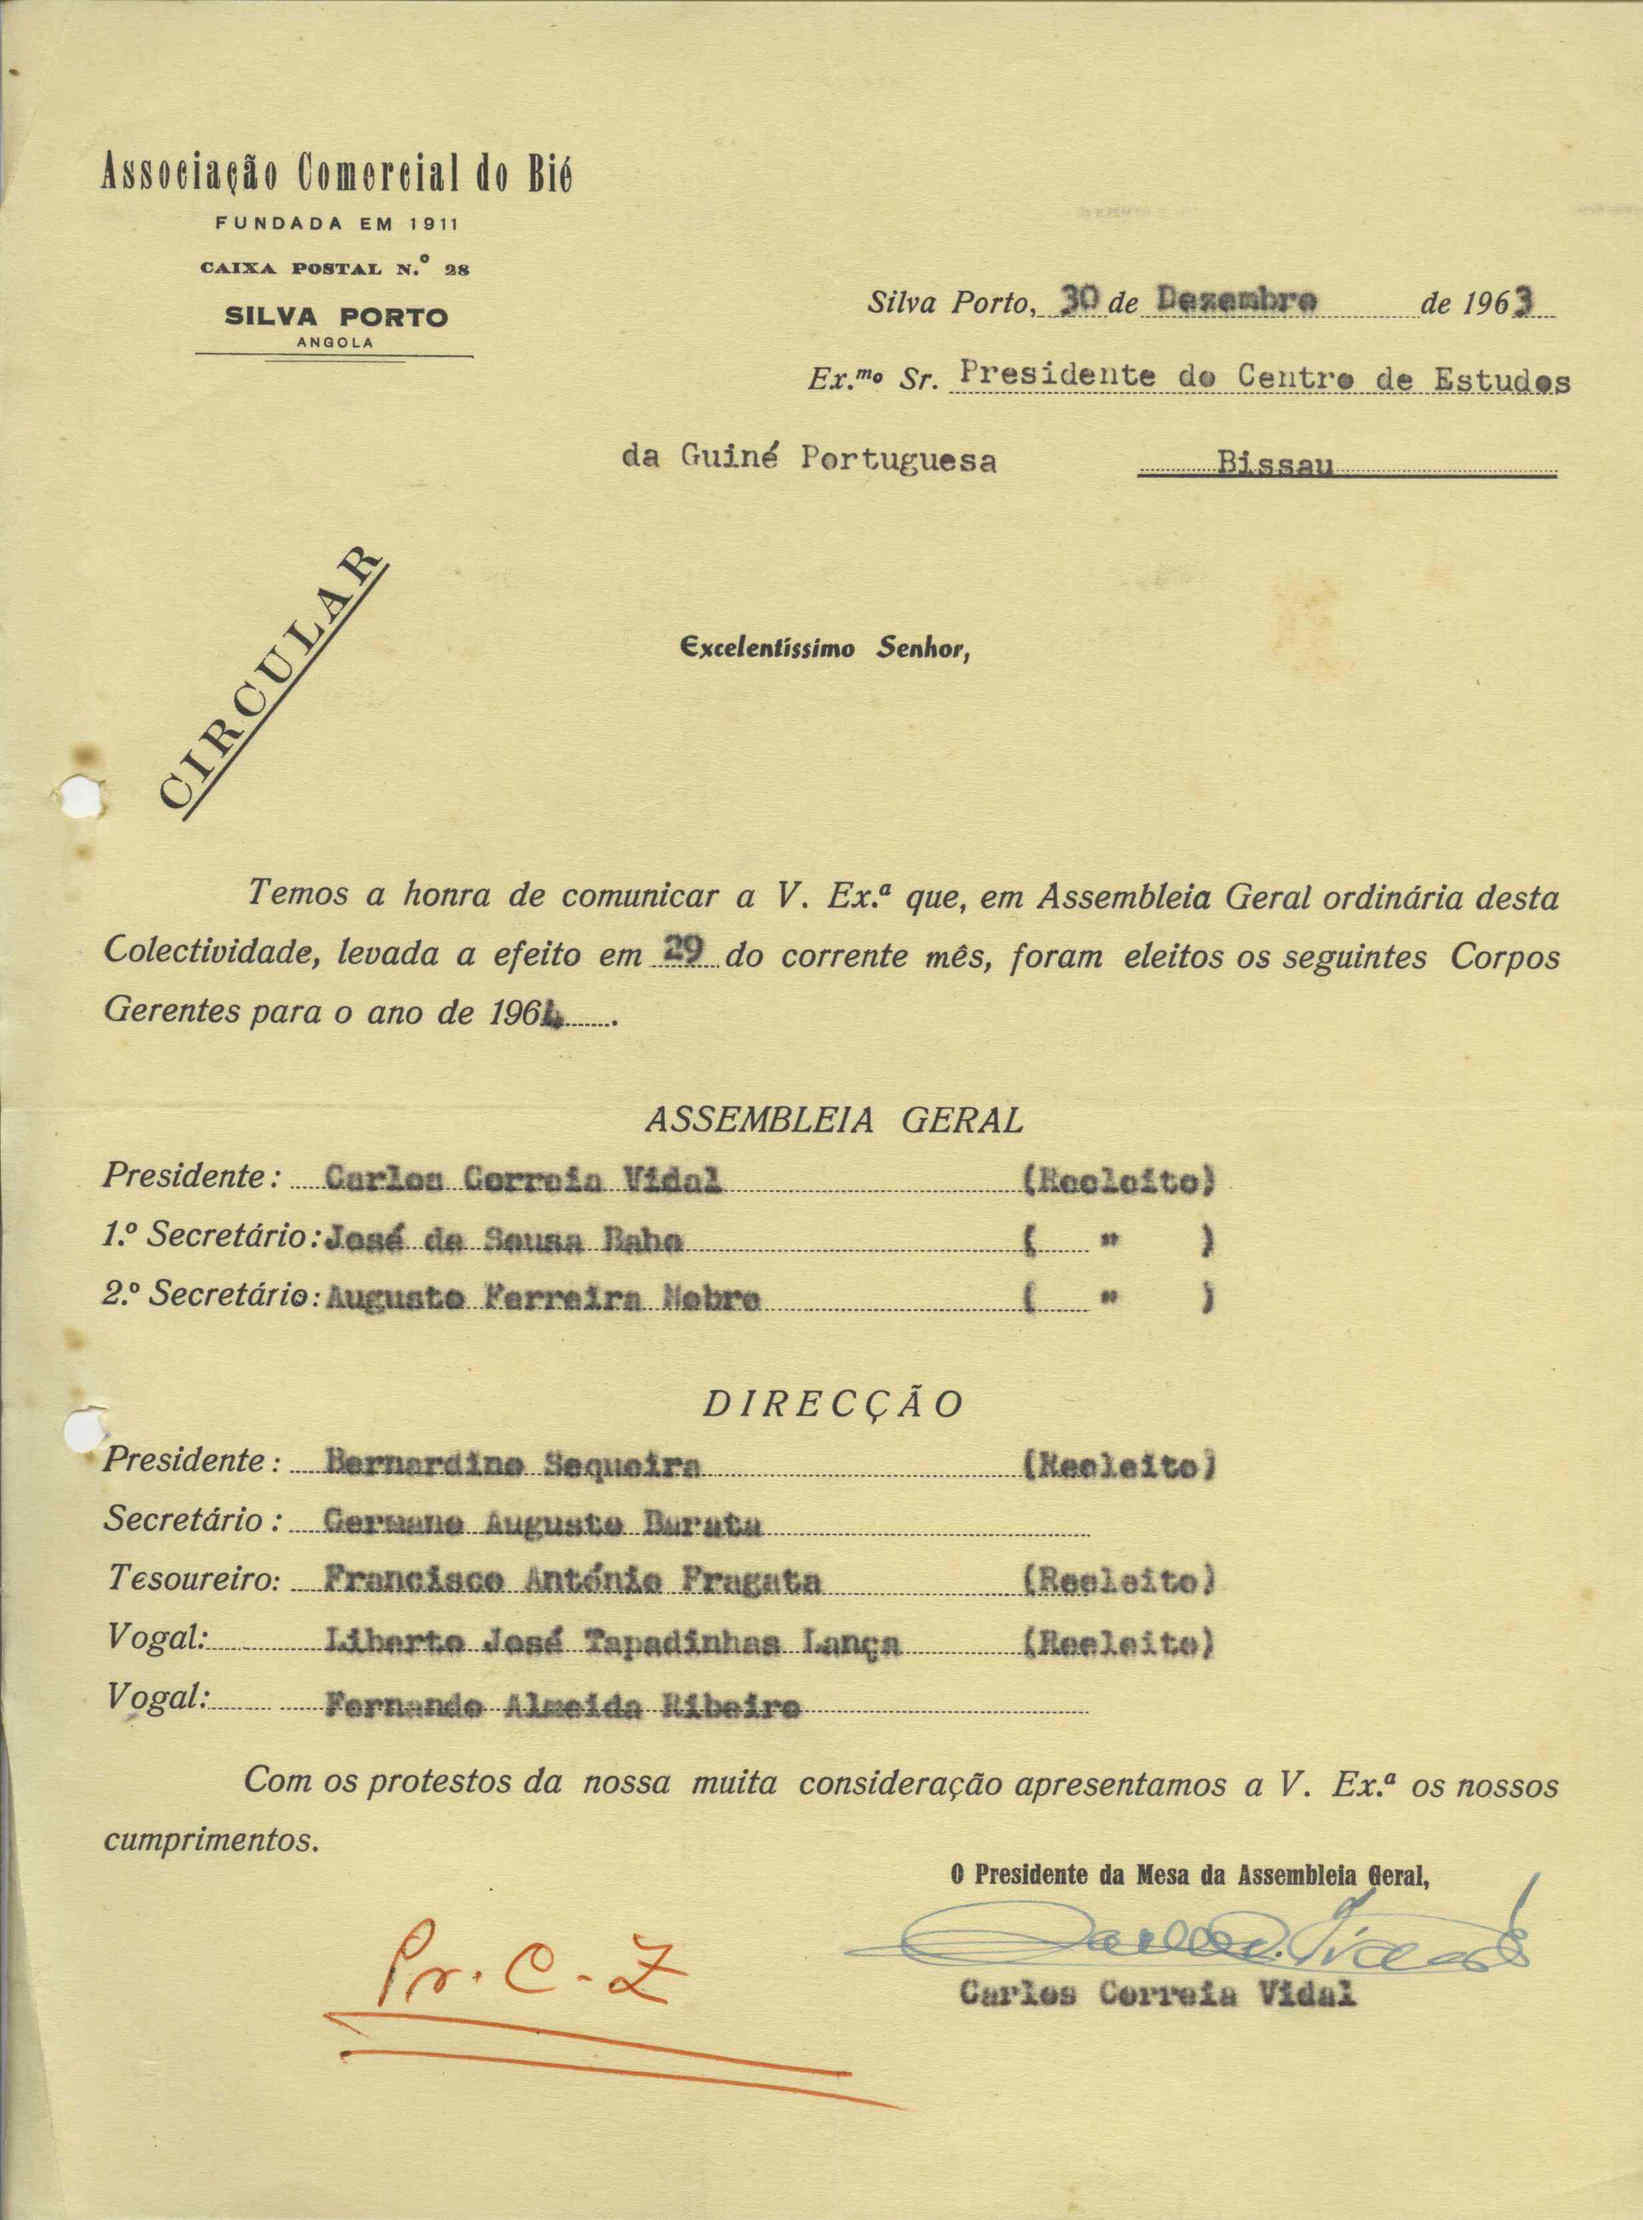 Associação Comercial do Bié
FUNDADA EM 1911
CAIXA POSTAL N.º 28
SILVA PORTO
ANGOLA
Silva Porto, 30 de Dezembro de 1963
Ex.mo Sr. Presidente do Centro de Estudos
da Guiné Portuguesa Bissau
CIRCULAR
Excelentíssimo Senhor,
Temos a honra de comunicar a V. Ex.ª que, em Assembleia Geral ordinária desta
Colectividade, levada a efeito em 29 do corrente mês, foram eleitos os seguintes Corpos
Gerentes para o ano de 1964.
ASSEMBLEIA GERAL
Presidente: Carlos Correia Vidal (Reeleito)
1.º Secretário: José de Sousa Baho ( " )
2.º Secretário: Augusto Ferreira Nobre ( " )
DIRECÇÃO
Presidente: Bernardino Sequeira (Reeleito)
Secretário: Germano Augusto Barata
Tesoureiro: Francisco António Fragata (Reeleito)
Vogal: Liberto José Tapadinhas Lança (Reeleito)
Vogal: Fernando Almeida Ribeiro
Com os protestos da nossa muita consideração apresentamos a V. Ex.ª os nossos
cumprimentos.
O Presidente da Mesa da Assembleia Geral,
Carlos C. Vidal
Carlos Correia Vidal
Pr. C-Z